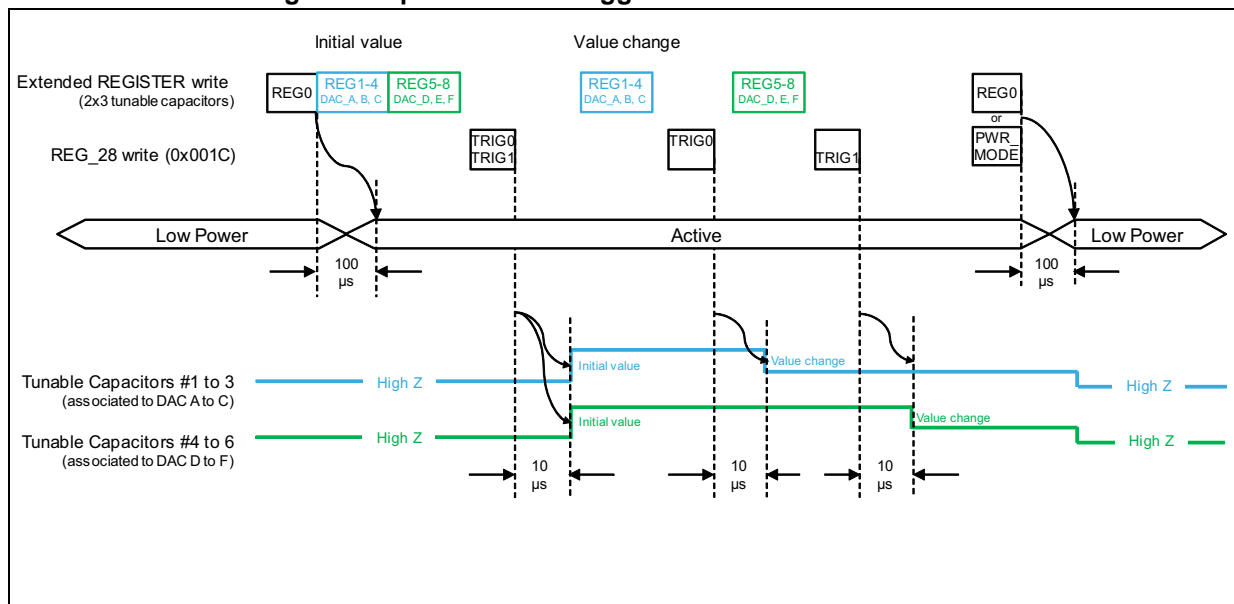 Initial value Value change
Extended REGISTER write
(2x3 tunable capacitors)
REG0
REG1-4
DAC_A, B, C
REG5-8
DAC_D, E, F
REG1-4
DAC_A, B, C
REG5-8
DAC_D, E, F
REG0
or
REG_28 write (0x001C)
TRIG0
TRIG1
TRIG0
TRIG1
PWR_
MODE
Low Power Active Low Power
100
µs
100
µs
Tunable Capacitors #1 to 3
(associated to DAC A to C)
High Z
Initial value
Value change
High Z
Tunable Capacitors #4 to 6
(associated to DAC D to F)
High Z
Initial value
Value change
High Z
10
µs
10
µs
10
µs